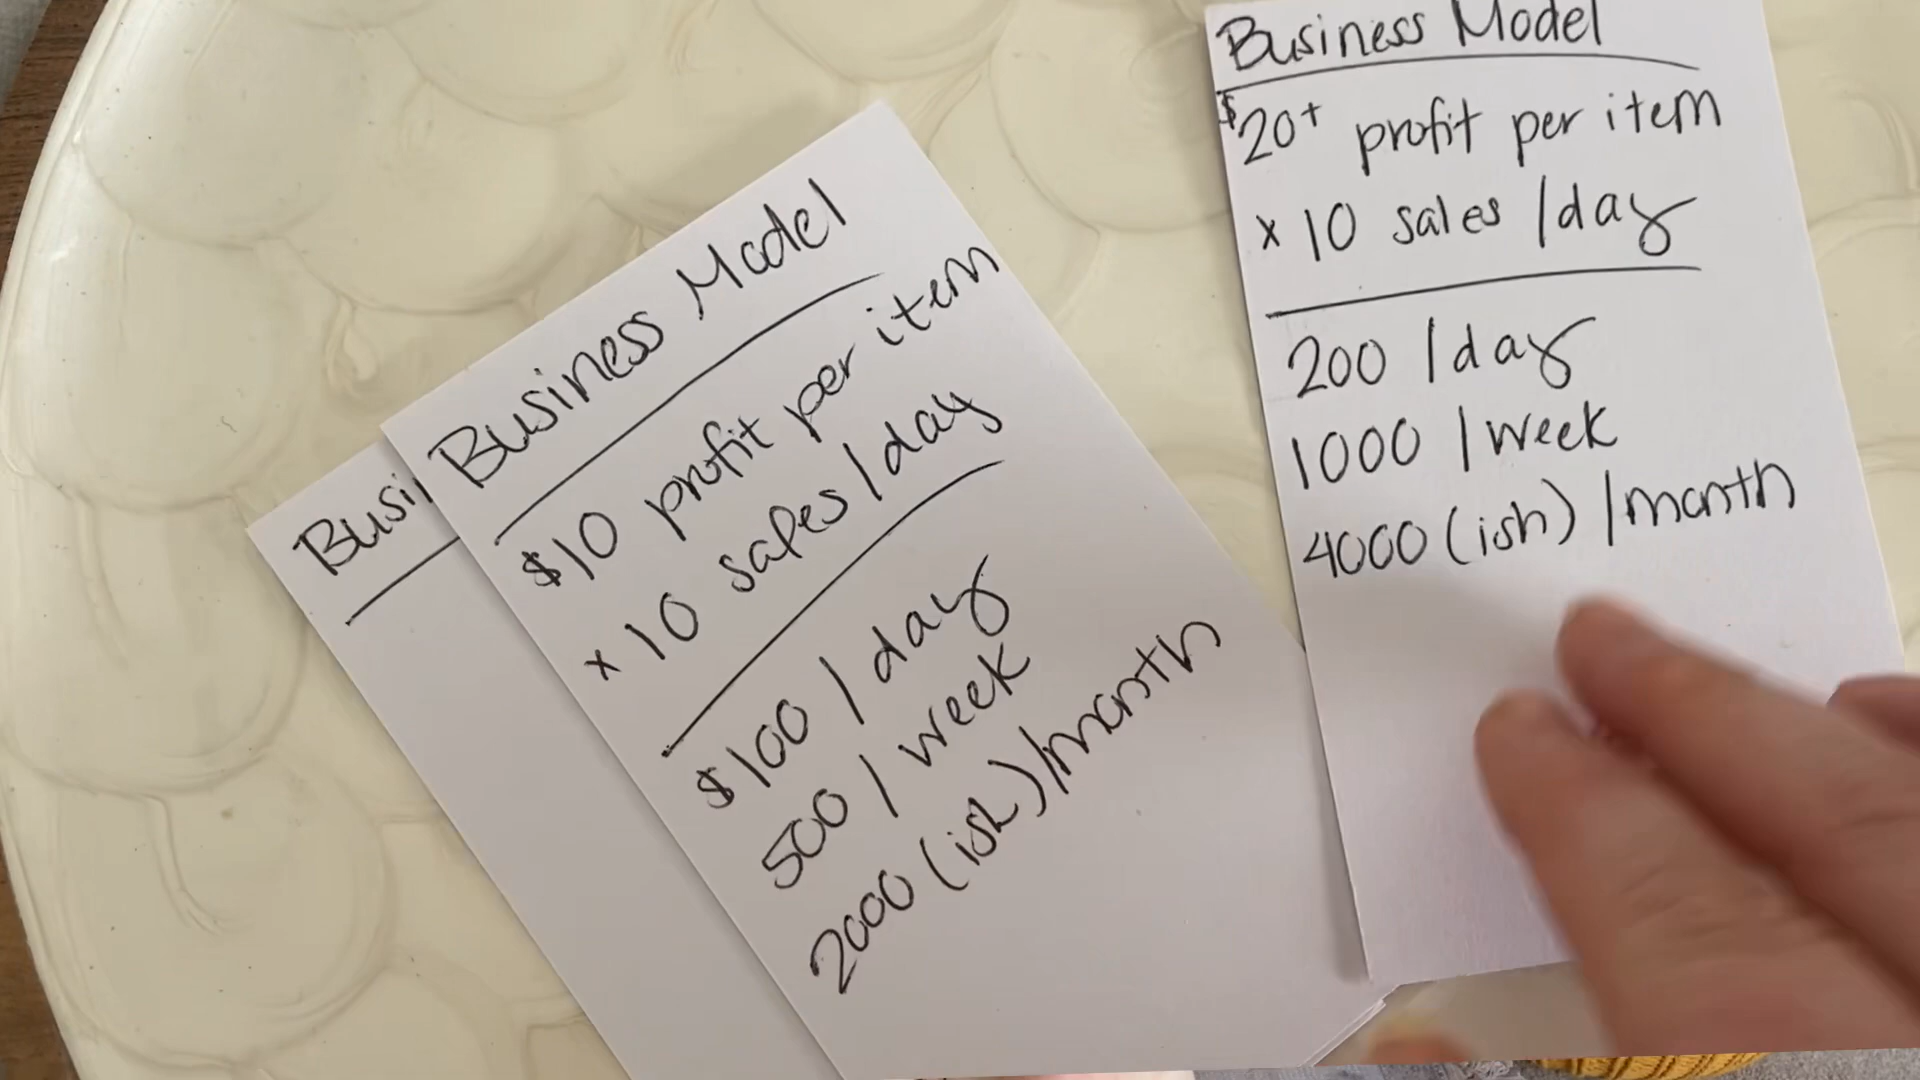 Busi
Business Model
$10 profit per item
x 10 sales / day
$100 / day
500 / week
2000 (ish) / month
Business Model
$20+ profit per item
x 10 sales / day
200 / day
1000 / week
4000 (ish) / month